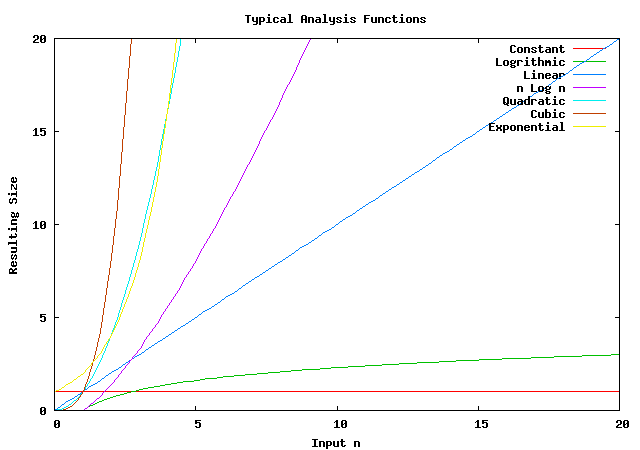 Typical Analysis Functions
20
15
10
5
0
Resulting Size
Constant
Logrithmic
Linear
n Log n
Quadratic
Cubic
Exponential
0 5 10 15 20
Input n